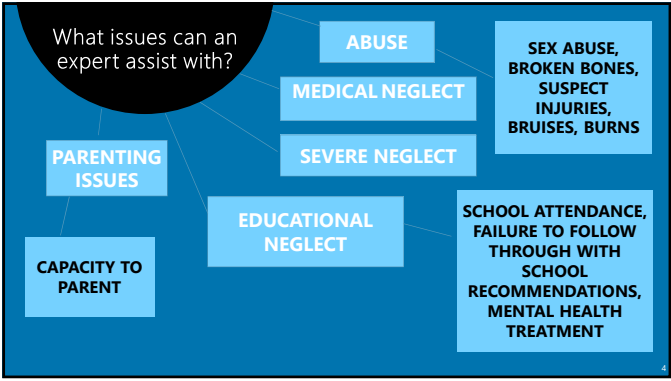 What issues can an
expert assist with?
ABUSE
SEX ABUSE,
BROKEN BONES,
SUSPECT
INJURIES,
BRUISES, BURNS
MEDICAL NEGLECT
SEVERE NEGLECT
PARENTING
ISSUES
CAPACITY TO
PARENT
EDUCATIONAL
NEGLECT
SCHOOL ATTENDANCE,
FAILURE TO FOLLOW
THROUGH WITH
SCHOOL
RECOMMENDATIONS,
MENTAL HEALTH
TREATMENT
4